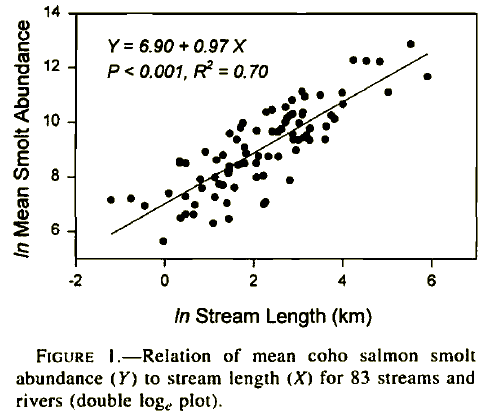 14
12
10
8
6
Y = 6.90 + 0.97 X
P < 0.001, R² = 0.70
ln Mean Smolt Abundance
-2 0 2 4 6
ln Stream Length (km)
FIGURE 1.—Relation of mean coho salmon smolt
abundance (Y) to stream length (X) for 83 streams and
rivers (double logₑ plot).